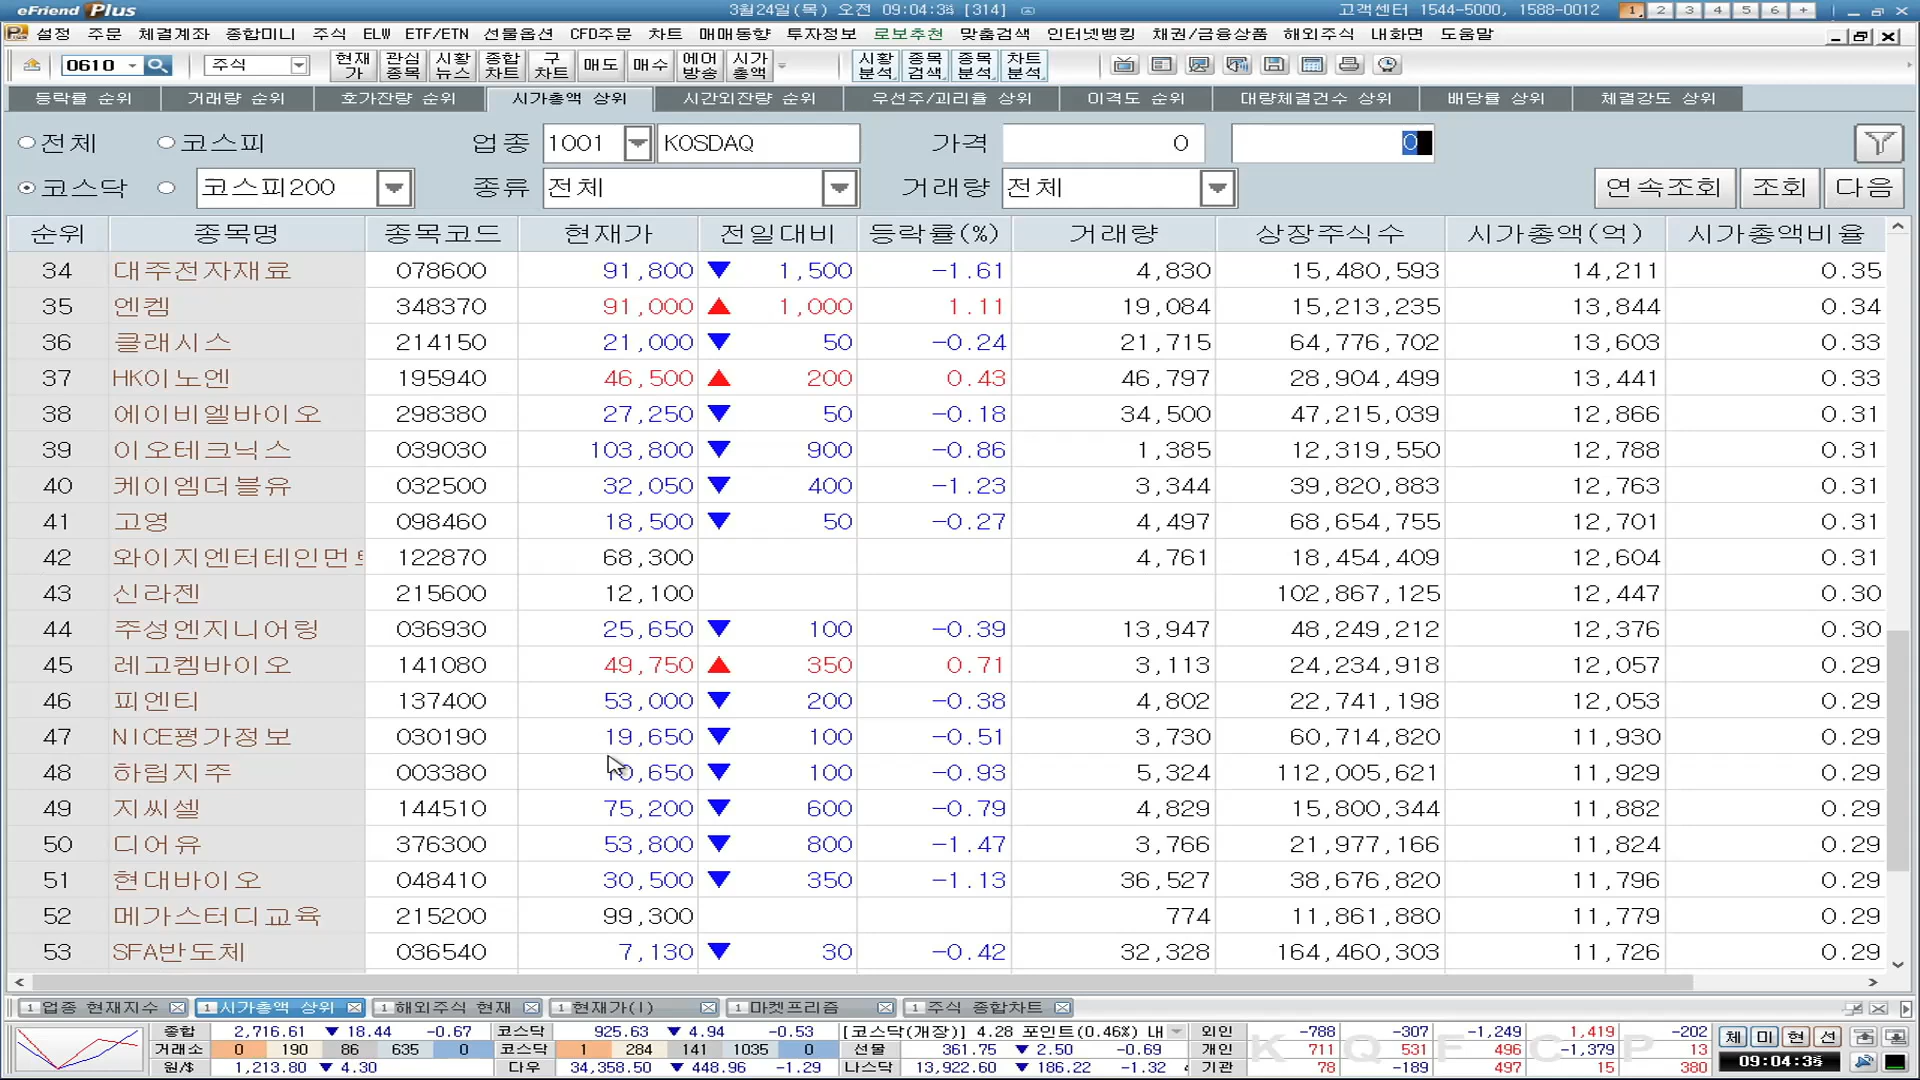 eFriend Plus 3월24일(목) 오전 09:04:3 [314] 고객센터 1544-5000, 1588-0012 1 2 3 4 5 6 +
설정 주문 체결계좌 종합미니 주식 ELW ETF/ETN 선물옵션 CFD주문 차트 매매동향 투자정보 로보추천 맞춤검색 인터넷뱅킹 채권/금융상품 해외주식 내화면 도움말
0610 주식 현재가 관심종목 시황뉴스 종합차트 구차트 매도 매수 에어방송 시가총액 시황분석 종목검색 종목분석 차트분석
등락률 순위 거래량 순위 호가잔량 순위 시가총액 상위 시간외잔량 순위 우선주/괴리율 상위 이격도 순위 대량체결건수 상위 배당률 상위 체결강도 상위
전체 코스피 업종 1001 KOSDAQ 가격 0 0
코스닥 코스피200 종류 전체 거래량 전체 연속조회 조회 다음
순위 종목명 종목코드 현재가 전일대비 등락률(%) 거래량 상장주식수 시가총액(억) 시가총액비율
34 대주전자재료 078600 91,800 ▼ 1,500 -1.61 4,830 15,480,593 14,211 0.35
35 엔켐 348370 91,000 ▲ 1,000 1.11 19,084 15,213,235 13,844 0.34
36 클래시스 214150 21,000 ▼ 50 -0.24 21,715 64,776,702 13,603 0.33
37 HK이노엔 195940 46,500 ▲ 200 0.43 46,797 28,904,499 13,441 0.33
38 에이비엘바이오 298380 27,250 ▼ 50 -0.18 34,500 47,215,039 12,866 0.31
39 이오테크닉스 039030 103,800 ▼ 900 -0.86 1,385 12,319,550 12,788 0.31
40 케이엠더블유 032500 32,050 ▼ 400 -1.23 3,344 39,820,883 12,763 0.31
41 고영 098460 18,500 ▼ 50 -0.27 4,497 68,654,755 12,701 0.31
42 와이지엔터테인먼트 122870 68,300 4,761 18,454,409 12,604 0.31
43 신라젠 215600 12,100 102,867,125 12,447 0.30
44 주성엔지니어링 036930 25,650 ▼ 100 -0.39 13,947 48,249,212 12,376 0.30
45 레고켐바이오 141080 49,750 ▲ 350 0.71 3,113 24,234,918 12,057 0.29
46 피엔티 137400 53,000 ▼ 200 -0.38 4,802 22,741,198 12,053 0.29
47 NICE평가정보 030190 19,650 ▼ 100 -0.51 3,730 60,714,820 11,930 0.29
48 하림지주 003380 10,650 ▼ 100 -0.93 5,324 112,005,621 11,929 0.29
49 지씨셀 144510 75,200 ▼ 600 -0.79 4,829 15,800,344 11,882 0.29
50 디어유 376300 53,800 ▼ 800 -1.47 3,766 21,977,166 11,824 0.29
51 현대바이오 048410 30,500 ▼ 350 -1.13 36,527 38,676,820 11,796 0.29
52 메가스터디교육 215200 99,300 774 11,861,880 11,779 0.29
53 SFA반도체 036540 7,130 ▼ 30 -0.42 32,328 164,460,303 11,726 0.29
1 업종 현재지수 1 시가총액 상위 1 해외주식 현재 1 현재가(I) 1 마켓프리즘 1 주식 종합차트
종합 2,716.61 ▼ 18.44 -0.67 코스닥 925.63 ▼ 4.94 -0.53 [코스닥(개장)] 4.28 포인트(0.46%) 내 외인 -788 -307 -1,249 1,419 -202 체 미 현 선
거래소 0 190 86 635 0 코스닥 1 284 141 1035 0 선물 361.75 ▼ 2.50 -0.69 개인 711 531 496 -1,379 13 K Q F C P
원/$ 1,213.80 ▼ 4.30 다우 34,358.50 ▼ 448.96 -1.29 나스닥 13,922.60 ▼ 186.22 -1.32 기관 78 -189 497 15 380 09:04:3